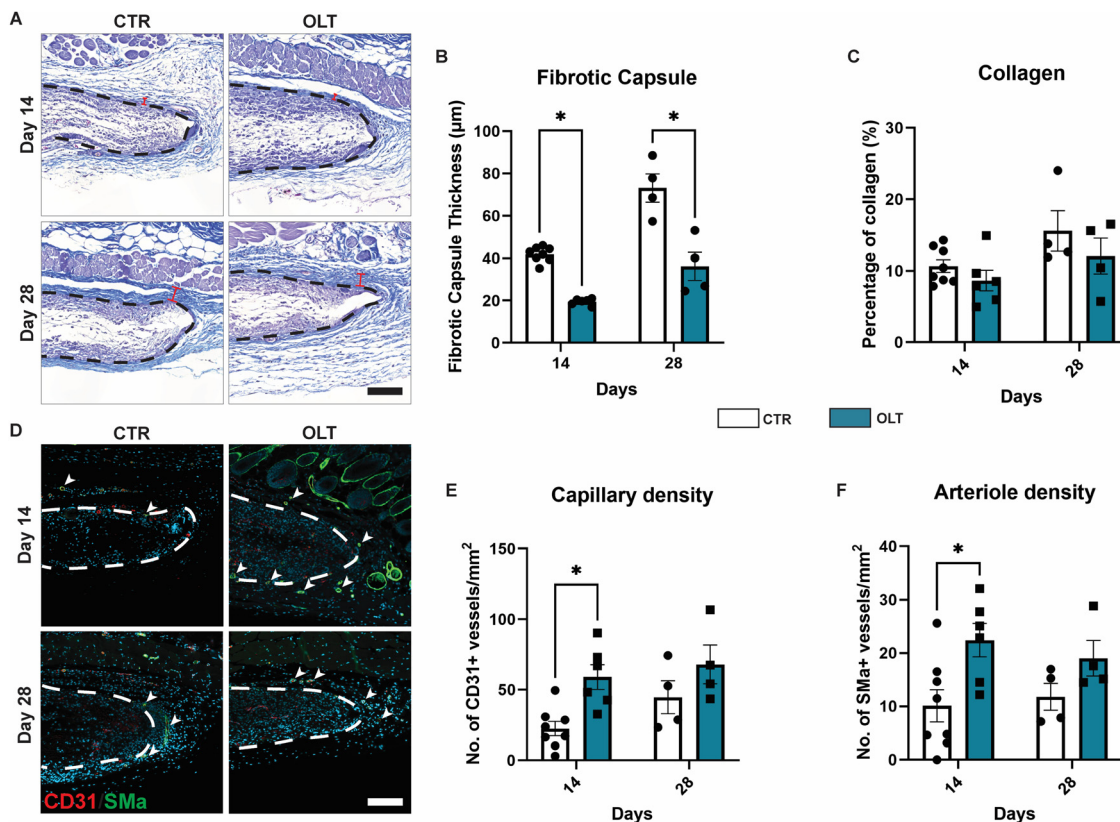 A
CTR
OLT
Day 14
Day 28
B
Fibrotic Capsule
Fibrotic Capsule Thickness (µm)
100
80
60
40
20
0
*
*
14
28
Days
C
Collagen
Percentage of collagen (%)
30
20
10
0
14
28
Days
CTR
OLT
D
CTR
OLT
Day 14
Day 28
CD31/SMa
E
Capillary density
No. of CD31+ vessels/mm²
150
100
50
0
*
14
28
Days
F
Arteriole density
No. of SMa+ vessels/mm²
40
30
20
10
0
*
14
28
Days